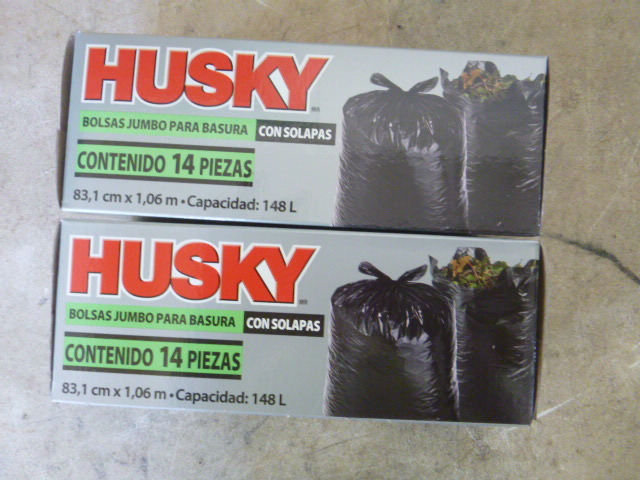 HUSKY
BOLSAS JUMBO PARA BASURA CON SOLAPAS
CONTENIDO 14 PIEZAS
83,1 cm x 1,06 m • Capacidad: 148 L
HUSKY
BOLSAS JUMBO PARA BASURA CON SOLAPAS
CONTENIDO 14 PIEZAS
83,1 cm x 1,06 m • Capacidad: 148 L